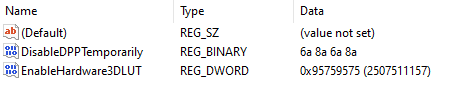 Name Type Data
(Default) REG_SZ (value not set)
DisableDPPTemporarily REG_BINARY 6a 8a 6a 8a
EnableHardware3DLUT REG_DWORD 0x95759575 (2507511157)